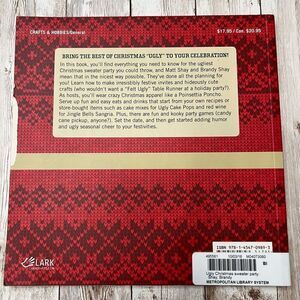 CRAFTS & HOBBIES/General
$17.95 / Can. $20.95
BRING THE BEST OF CHRISTMAS "UGLY" TO YOUR CELEBRATION!
In this book, you'll find everything you need to know for the ugliest
Christmas sweater party you could throw, and Matt Shay and Brandy Shay
mean that in the nicest way possible. They've done all the planning for
you! Learn how to make instantly festive invites and hideously cute
crafts (who wouldn't want a "Felt Ugly" Table Runner at a holiday party?).
As hosts, you'll wear crazy Christmas apparel like a Poinsettia Poncho.
Serve up fun and easy eats and drinks that start from your own recipes or
store-bought items such as cake mixes for Ugly Cake Pops and red wine
for Jingle Bells Sangria. Plus, there are fun and kooky party games (candy
cane pickup, anyone?). Set the date, and then get started adding humor
and ugly seasonal cheer to your festivities.
LARK
ISBN 978-1-4547-0989-3
495561 10/03/18 MO4073060
Ugly Christmas sweater party
Shay, Brandy
METROPOLITAN LIBRARY SYSTEM